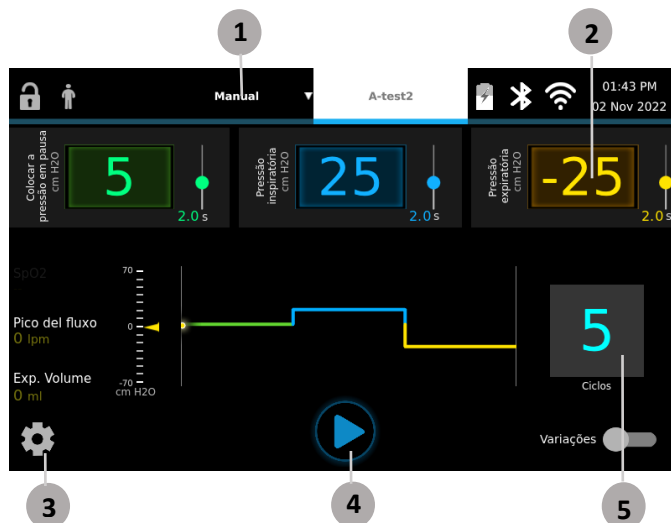 1
2
Manual ▼
A-test2
01:43 PM
02 Nov 2022
Colocar a
pressão em pausa
cm H2O
5
2.0 s
Pressão
inspiratória
cm H2O
25
2.0 s
Pressão
expiratória
cm H2O
-25
2.0 s
SpO2
70
Pico del fluxo
0 lpm
0
Exp. Volume
0 ml
-70
cm H2O
5
Ciclos
Variações
3
4
5